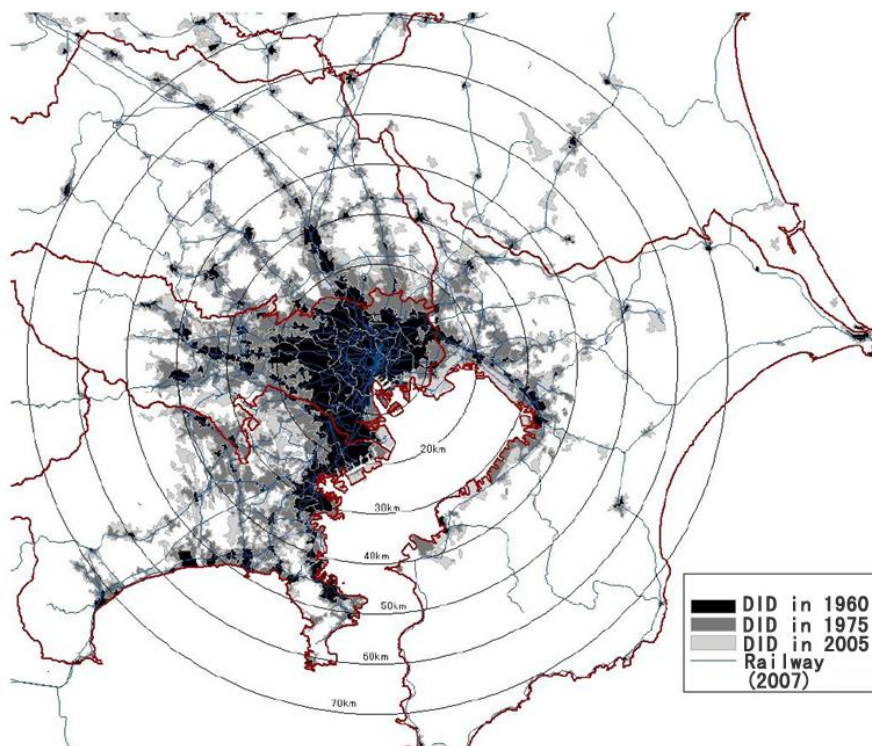 20km
30km
40km
50km
60km
70km
DID in 1960
DID in 1975
DID in 2005
Railway
(2007)